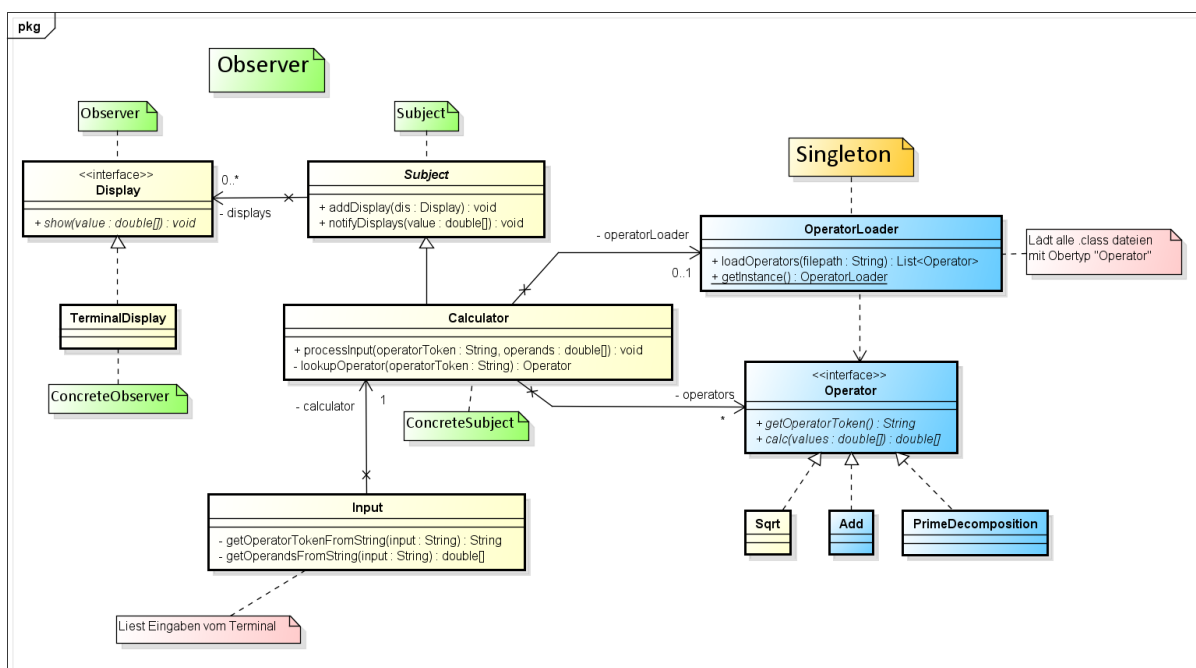 pkg
Observer
Observer
Subject
Singleton
<<interface>>
Display
+ show(value : double[]) : void
0..*
- displays
Subject
+ addDisplay(dis : Display) : void
+ notifyDisplays(value : double[]) : void
- operatorLoader
0..1
OperatorLoader
+ loadOperators(filepath : String) : List<Operator>
+ getInstance() : OperatorLoader
Lädt alle .class dateien
mit Obertyp "Operator"
TerminalDisplay
ConcreteObserver
Calculator
+ processInput(operatorToken : String, operands : double[]) : void
- lookupOperator(operatorToken : String) : Operator
- calculator
1
ConcreteSubject
- operators
*
<<interface>>
Operator
+ getOperatorToken() : String
+ calc(values : double[]) : double[]
Sqrt
Add
PrimeDecomposition
Input
- getOperatorTokenFromString(input : String) : String
- getOperandsFromString(input : String) : double[]
Liest Eingaben vom Terminal